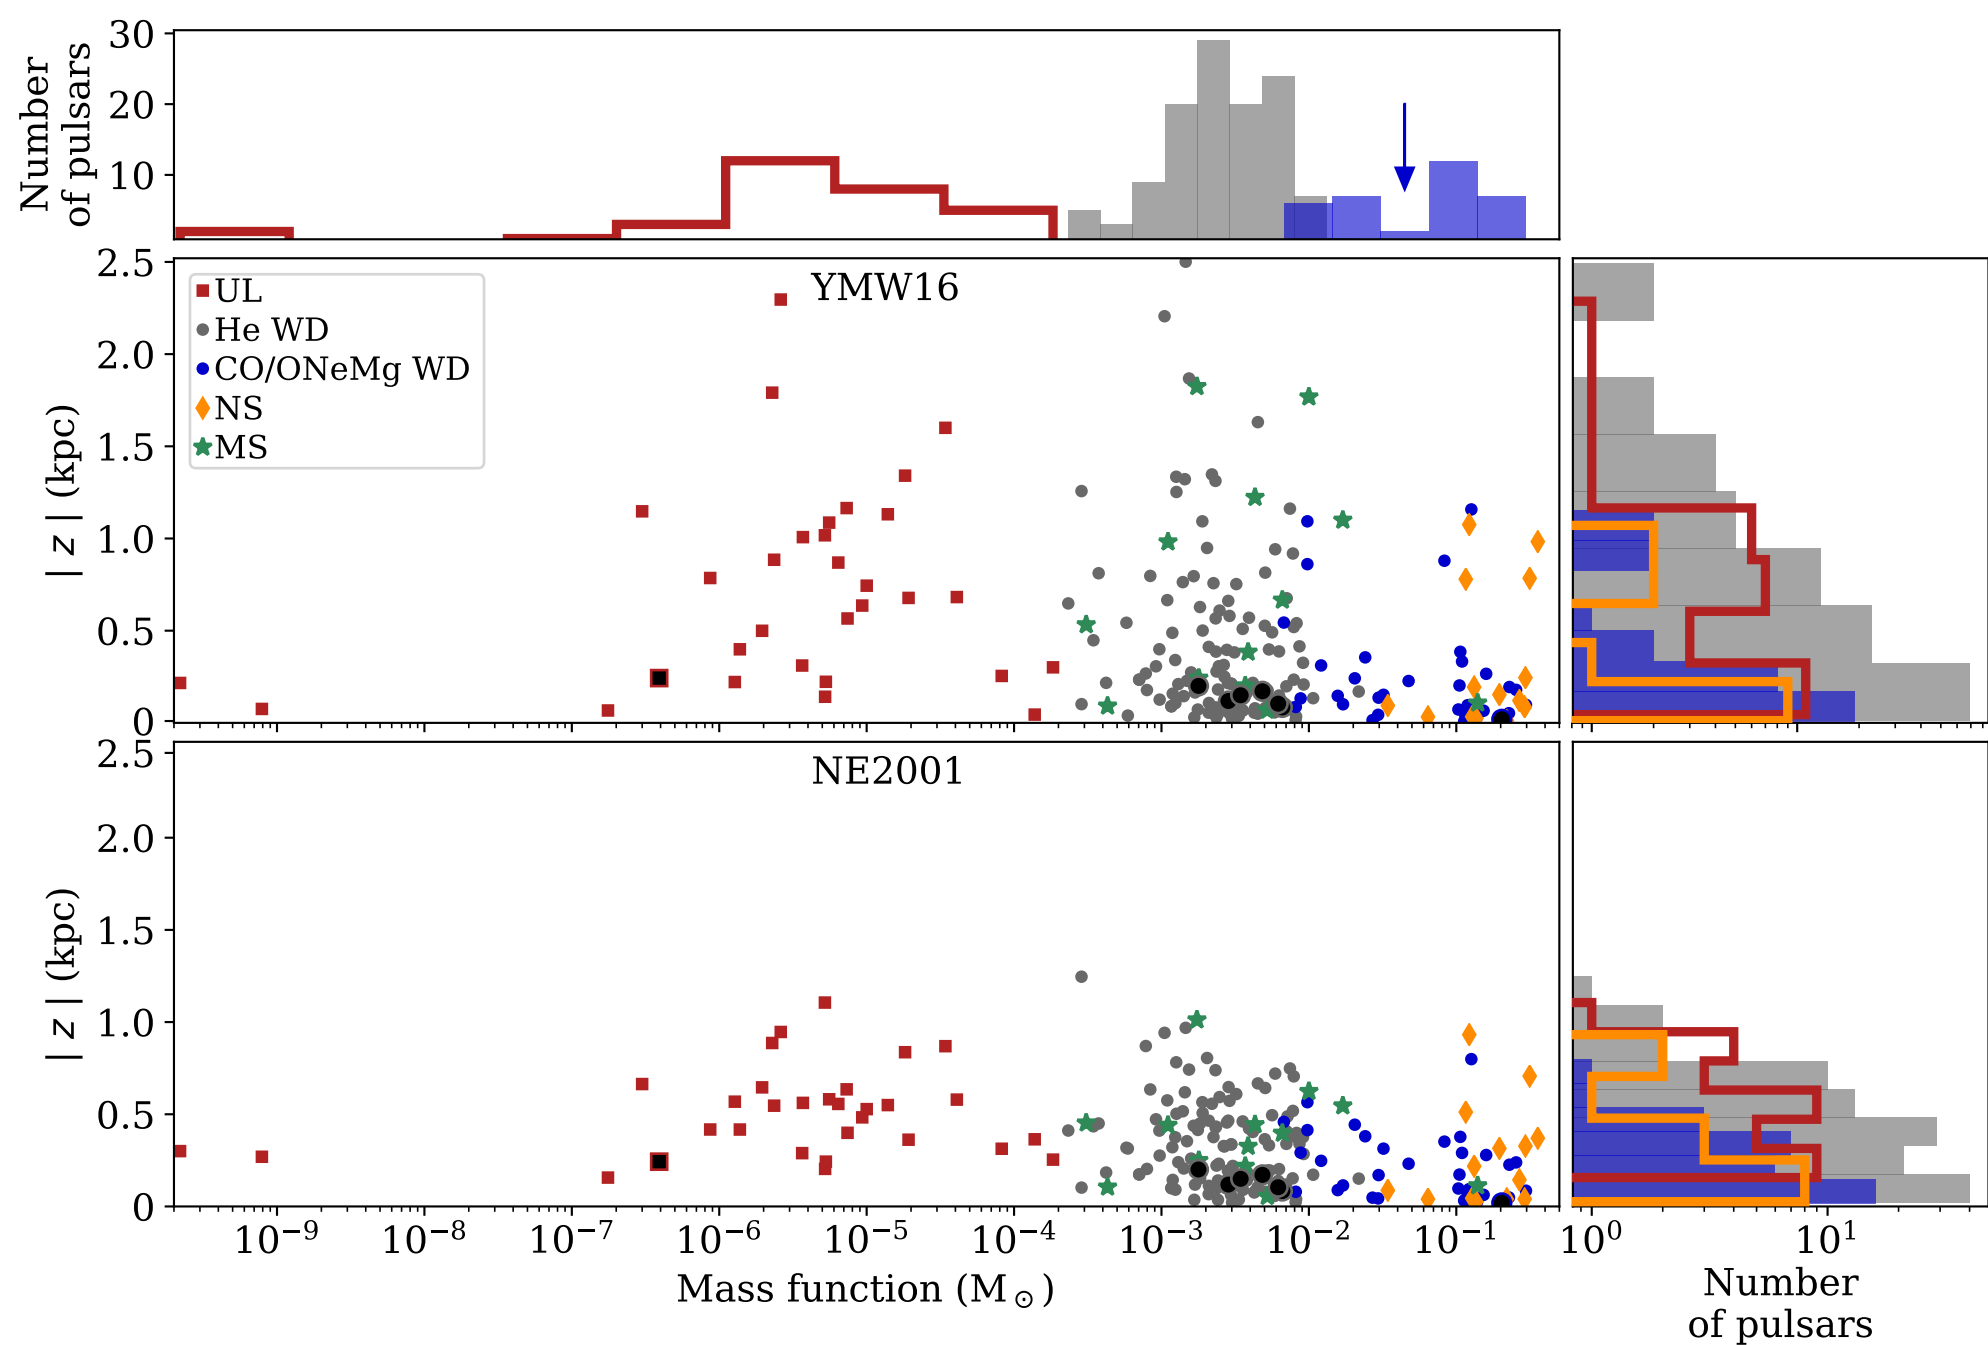 Number
of pulsars
30
20
10
YMW16
UL
He WD
CO/ONeMg WD
NS
MS
| z | (kpc)
2.5
2.0
1.5
1.0
0.5
0
NE2001
| z | (kpc)
2.5
2.0
1.5
1.0
0.5
0
10⁻⁹ 10⁻⁸ 10⁻⁷ 10⁻⁶ 10⁻⁵ 10⁻⁴ 10⁻³ 10⁻² 10⁻¹ 10⁰ 10¹
Mass function (M⊙)
Number
of pulsars